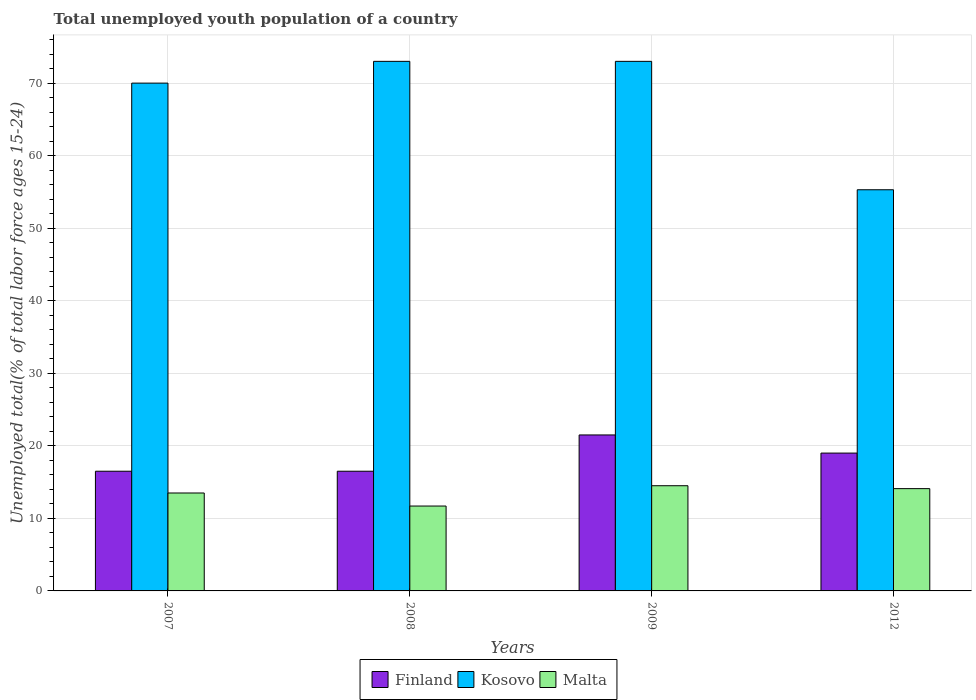 Total unemployed youth population of a country
Unemployed total(% of total labor force ages 15-24)
70
60
50
40
30
20
10
0
2007
2008
2009
2012
Years
Finland
Kosovo
Malta